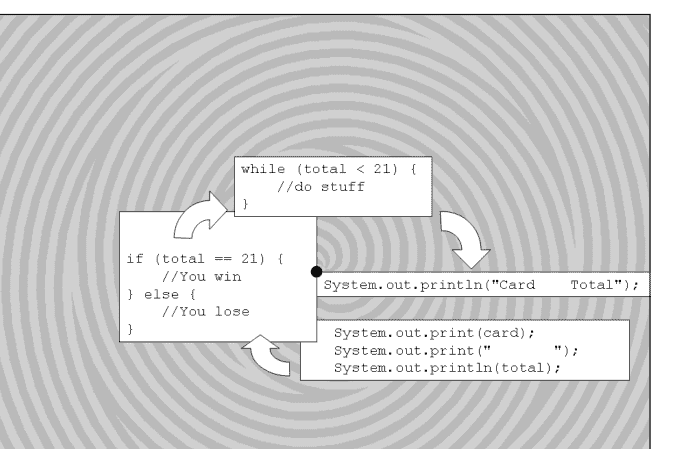 while (total < 21) {
    //do stuff
}
if (total == 21) {
    //You win
} else {
    //You lose
}
System.out.println("Card    Total");
System.out.print(card);
System.out.print("       ");
System.out.println(total);